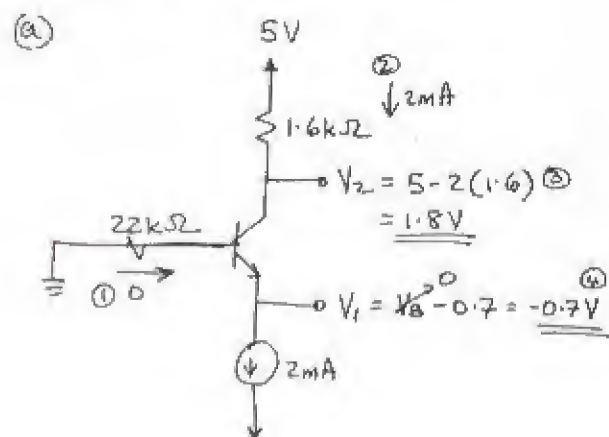 ⓐ
5V
②
2mA
1.6kΩ
V₂ = 5 - 2(1.6) ③
= 1.8V
22kΩ
① 0
V₁ = V_B 0 - 0.7 = -0.7V ④
2mA